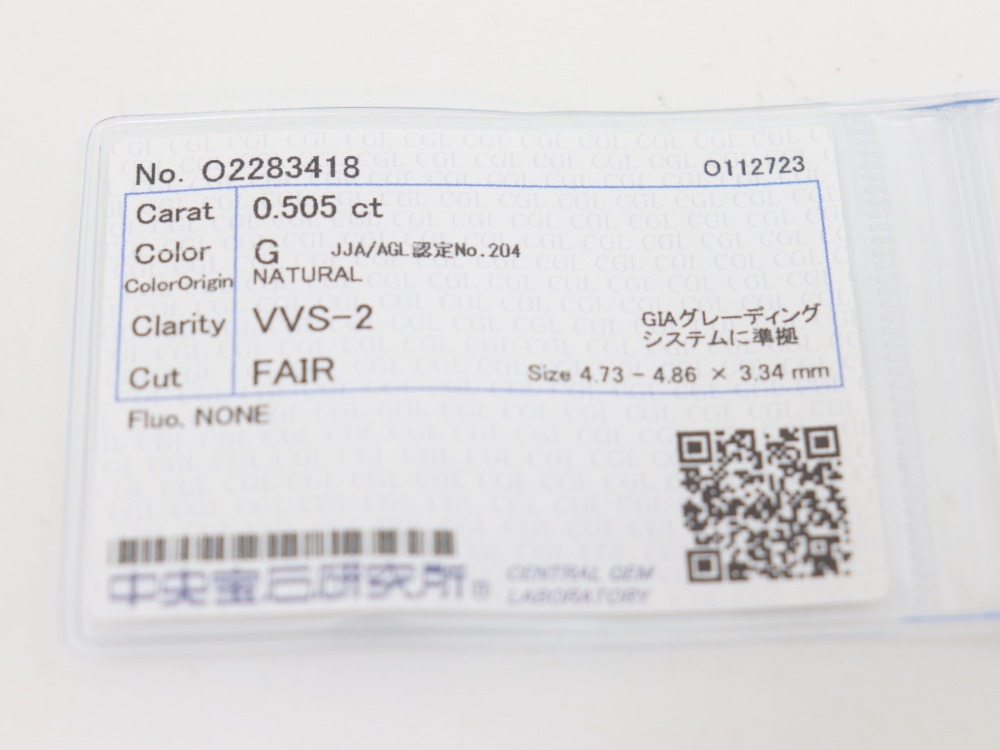 No. O2283418 O112723
Carat 0.505 ct
Color G JJA/AGL認定No.204
ColorOrigin NATURAL
Clarity VVS-2 GIAグレーディング
システムに準拠
Cut FAIR Size 4.73 - 4.86 × 3.34 mm
Fluo. NONE
中央宝石研究所® CENTRAL GEM
LABORATORY